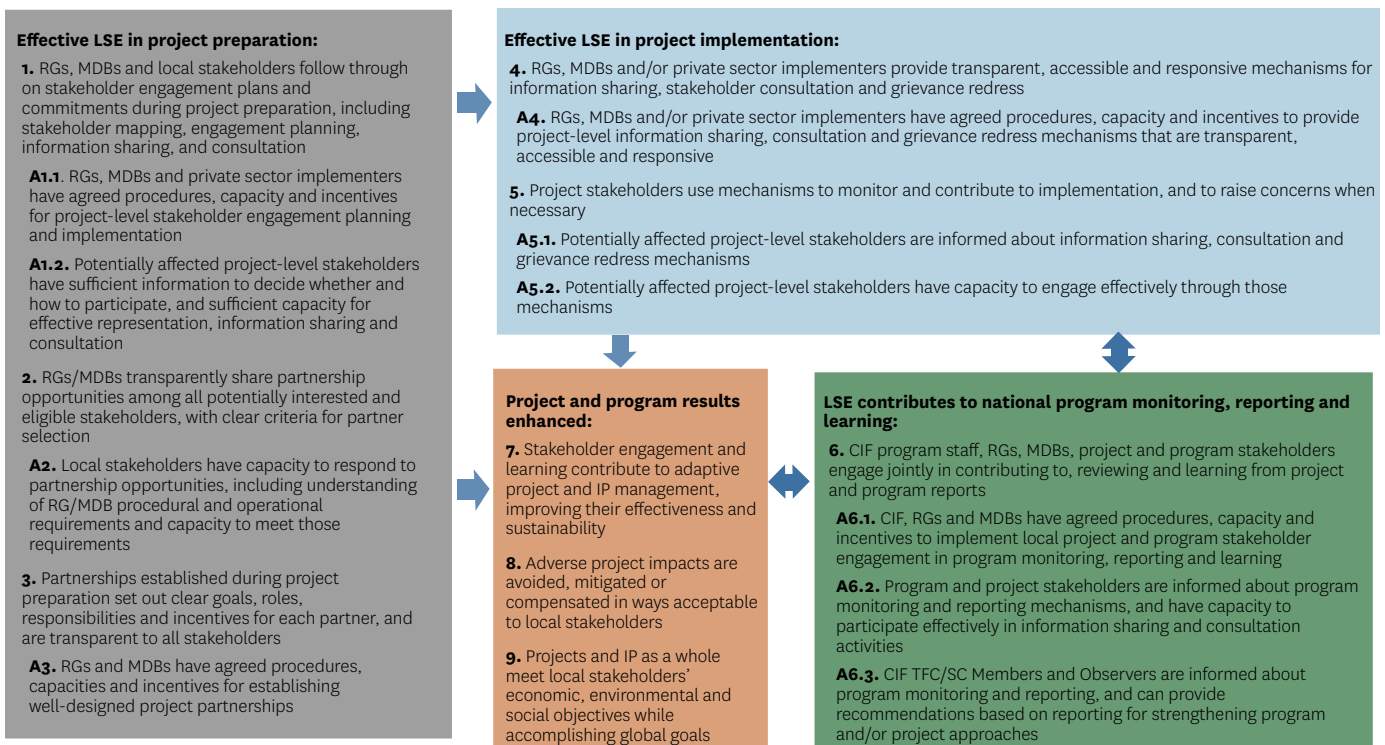 Effective LSE in project preparation:
1. RGs, MDBs and local stakeholders follow through
on stakeholder engagement plans and
commitments during project preparation, including
stakeholder mapping, engagement planning,
information sharing, and consultation
A1.1. RGs, MDBs and private sector implementers
have agreed procedures, capacity and incentives
for project-level stakeholder engagement planning
and implementation
A1.2. Potentially affected project-level stakeholders
have sufficient information to decide whether and
how to participate, and sufficient capacity for
effective representation, information sharing and
consultation
2. RGs/MDBs transparently share partnership
opportunities among all potentially interested and
eligible stakeholders, with clear criteria for partner
selection
A2. Local stakeholders have capacity to respond to
partnership opportunities, including understanding
of RG/MDB procedural and operational
requirements and capacity to meet those
requirements
3. Partnerships established during project
preparation set out clear goals, roles,
responsibilities and incentives for each partner, and
are transparent to all stakeholders
A3. RGs and MDBs have agreed procedures,
capacities and incentives for establishing
well-designed project partnerships
Effective LSE in project implementation:
4. RGs, MDBs and/or private sector implementers provide transparent, accessible and responsive mechanisms for
information sharing, stakeholder consultation and grievance redress
A4. RGs, MDBs and/or private sector implementers have agreed procedures, capacity and incentives to provide
project-level information sharing, consultation and grievance redress mechanisms that are transparent,
accessible and responsive
5. Project stakeholders use mechanisms to monitor and contribute to implementation, and to raise concerns when
necessary
A5.1. Potentially affected project-level stakeholders are informed about information sharing, consultation and
grievance redress mechanisms
A5.2. Potentially affected project-level stakeholders have capacity to engage effectively through those
mechanisms
Project and program results
enhanced:
7. Stakeholder engagement and
learning contribute to adaptive
project and IP management,
improving their effectiveness and
sustainability
8. Adverse project impacts are
avoided, mitigated or
compensated in ways acceptable
to local stakeholders
9. Projects and IP as a whole
meet local stakeholders'
economic, environmental and
social objectives while
accomplishing global goals
LSE contributes to national program monitoring, reporting and
learning:
6. CIF program staff, RGs, MDBs, project and program stakeholders
engage jointly in contributing to, reviewing and learning from project
and program reports
A6.1. CIF, RGs and MDBs have agreed procedures, capacity and
incentives to implement local project and program stakeholder
engagement in program monitoring, reporting and learning
A6.2. Program and project stakeholders are informed about program
monitoring and reporting mechanisms, and have capacity to
participate effectively in information sharing and consultation
activities
A6.3. CIF TFC/SC Members and Observers are informed about
program monitoring and reporting, and can provide
recommendations based on reporting for strengthening program
and/or project approaches